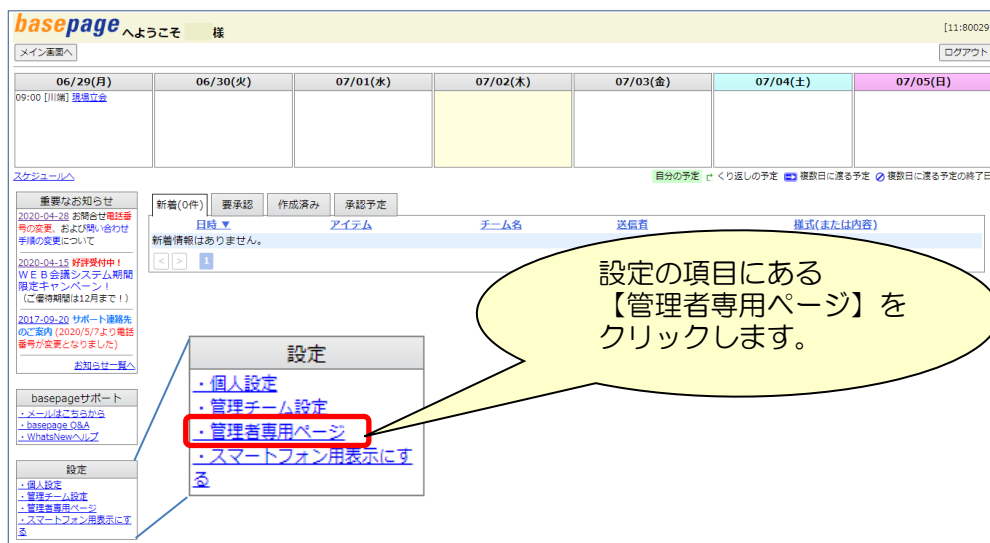 basepage へようこそ 様
[11:80029
メイン画面へ
ログアウト
06/29(月) 06/30(火) 07/01(水) 07/02(木) 07/03(金) 07/04(土) 07/05(日)
09:00 [川端] 現場立会
スケジュールへ
自分の予定 くり返しの予定 複数日に渡る予定 複数日に渡る予定の終了日
重要なお知らせ
2020-04-28 お問合せ電話番
号の変更、および問い合わせ
手順の変更について
2020-04-15 好評受付中!
WEB会議システム期間
限定キャンペーン!
(ご優待期間は12月まで!)
2017-09-20 サポート連絡先
のご案内 (2020/5/7より電話
番号が変更となりました)
お知らせ一覧へ
新着(0件) 要承認 作成済み 承認予定
日時 ▼ アイテム チーム名 送信者 様式(または内容)
新着情報はありません。
< > 1
設定の項目にある
【管理者専用ページ】を
クリックします。
basepageサポート
・メールはこちらから
・basepage Q&A
・WhatsNewヘルプ
設定
・個人設定
・管理チーム設定
・管理者専用ページ
・スマートフォン用表示にす
る
設定
・個人設定
・管理チーム設定
・管理者専用ページ
・スマートフォン用表示にす
る